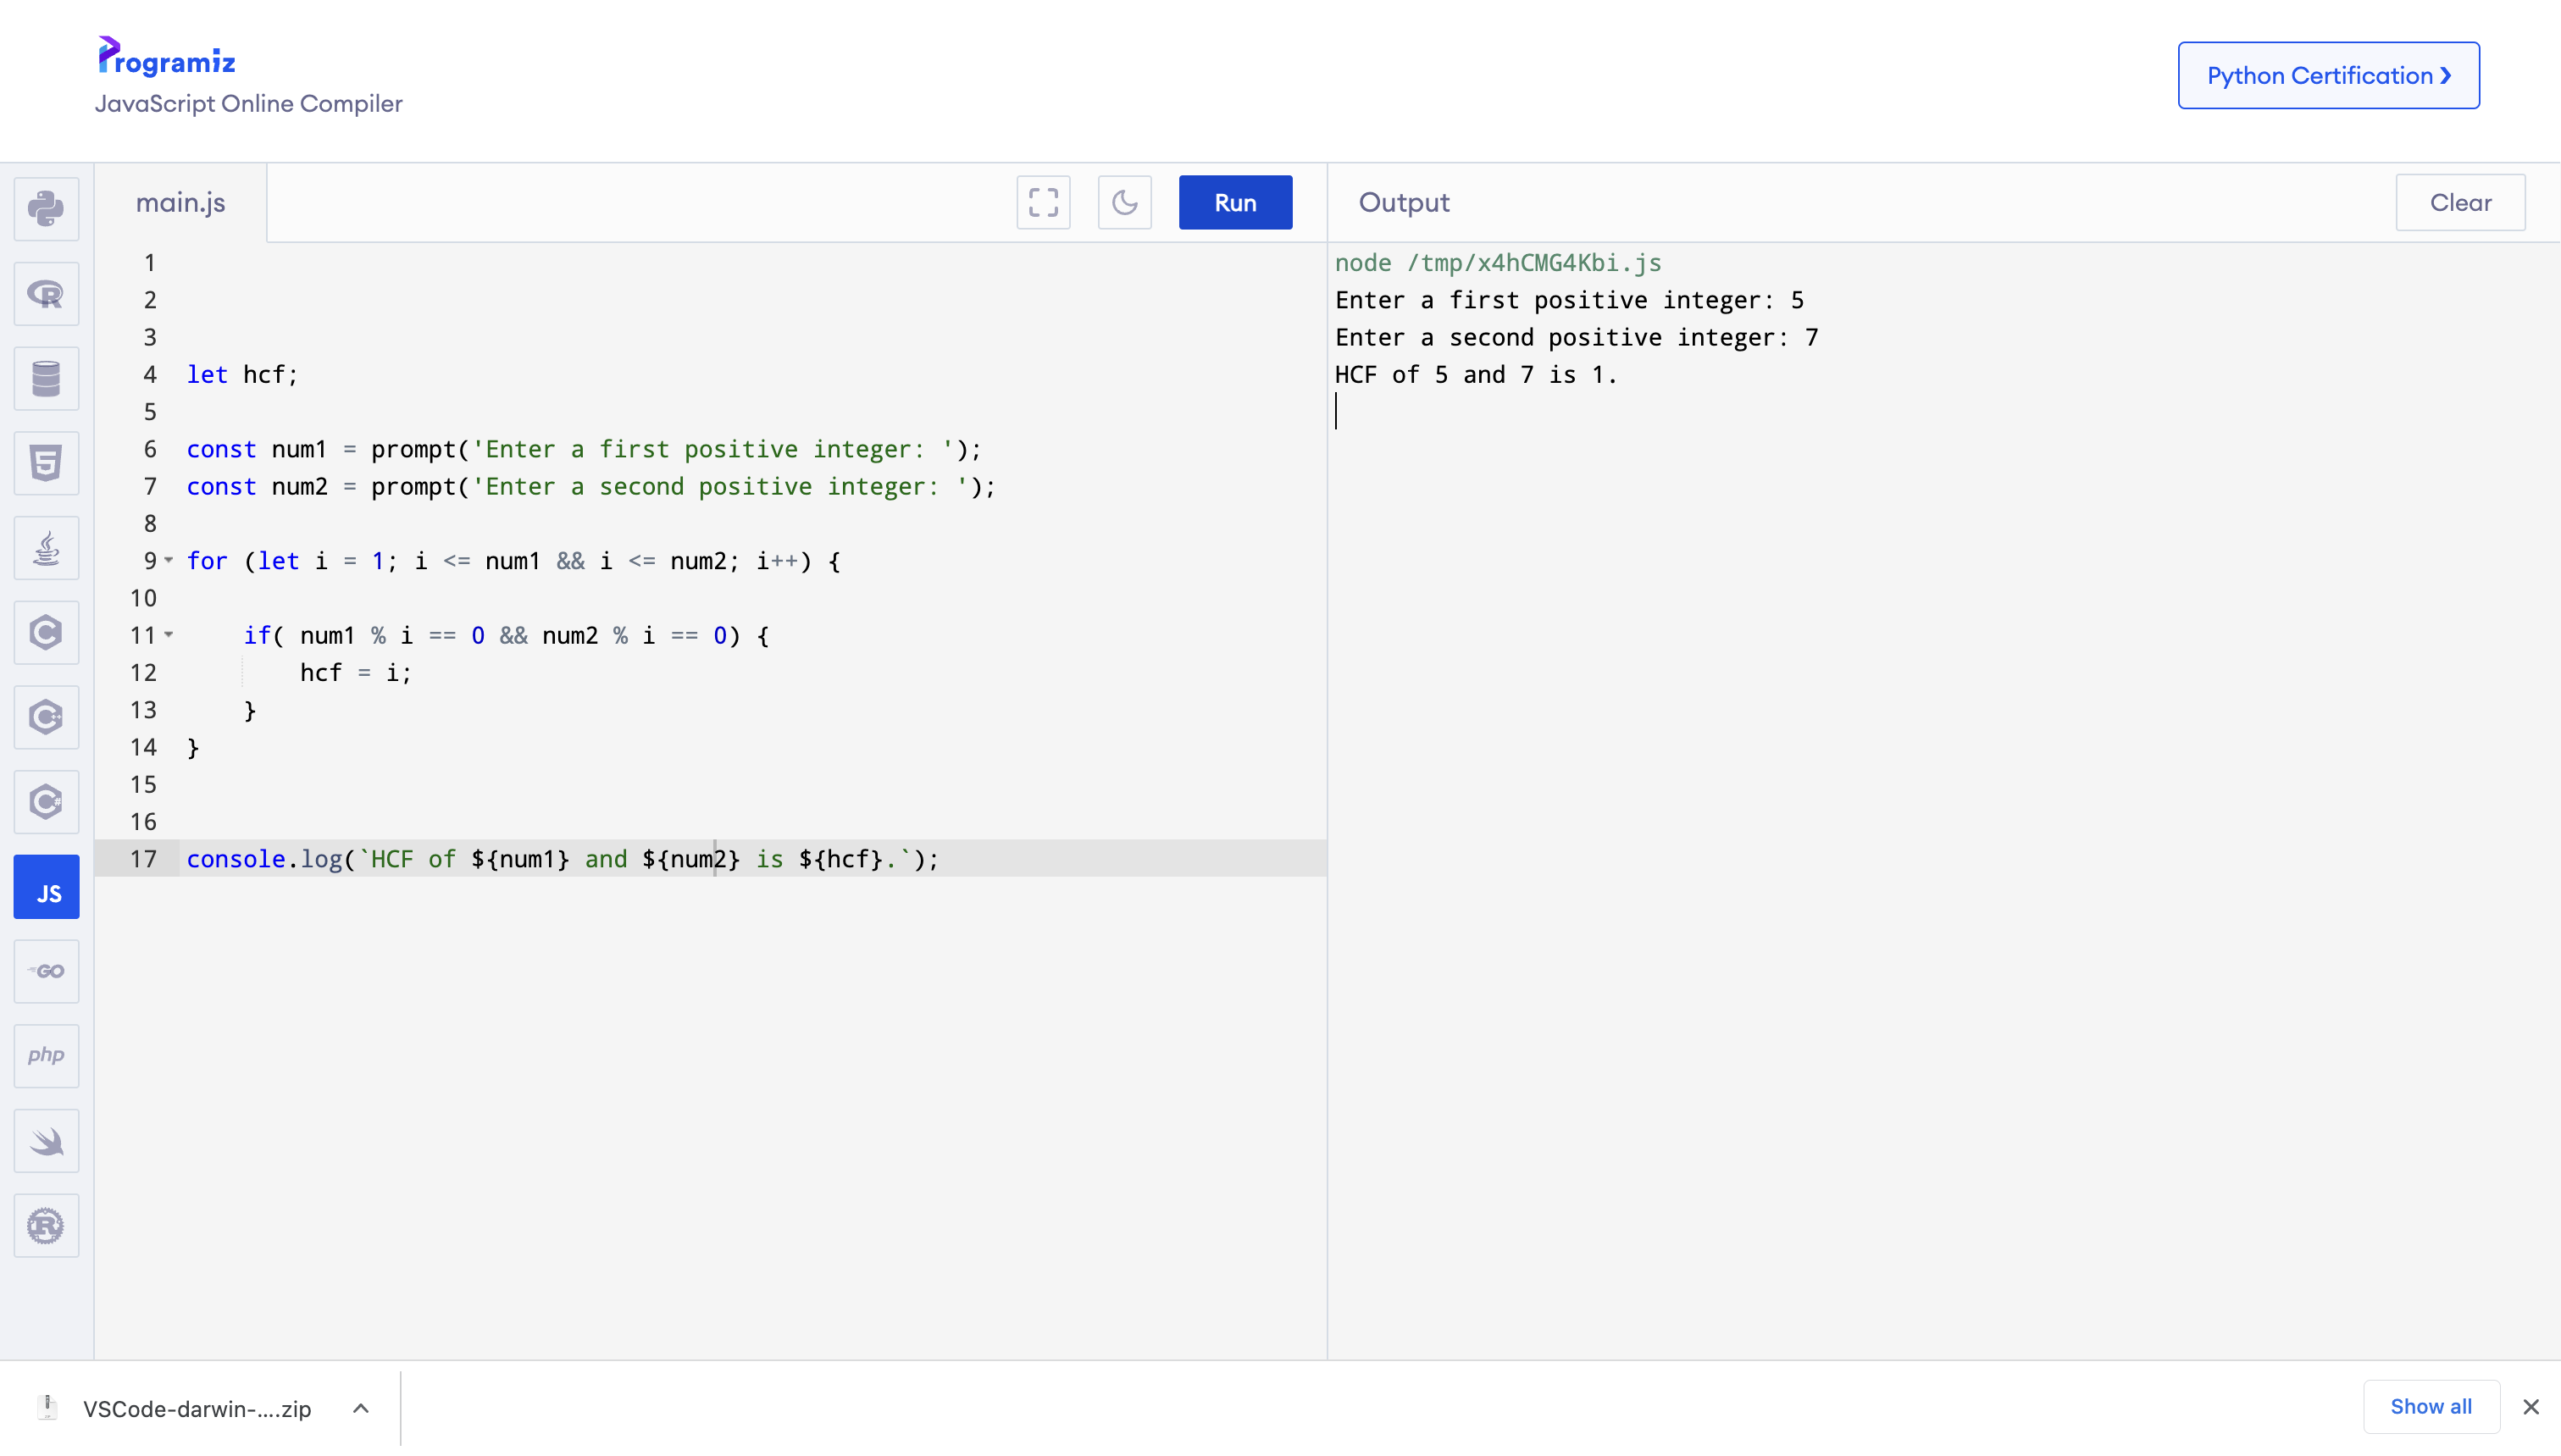 Programiz
JavaScript Online Compiler
Python Certification ❯
main.js
Run
Output
Clear
1
2
3
4 let hcf;
5
6 const num1 = prompt('Enter a first positive integer: ');
7 const num2 = prompt('Enter a second positive integer: ');
8
9 for (let i = 1; i <= num1 && i <= num2; i++) {
10
11     if( num1 % i == 0 && num2 % i == 0) {
12         hcf = i;
13     }
14 }
15
16
17 console.log(`HCF of ${num1} and ${num2} is ${hcf}.`);
node /tmp/x4hCMG4Kbi.js
Enter a first positive integer: 5
Enter a second positive integer: 7
HCF of 5 and 7 is 1.
R
5
C
C++
C#
JS
GO
php
R
VSCode-darwin-....zip
Show all